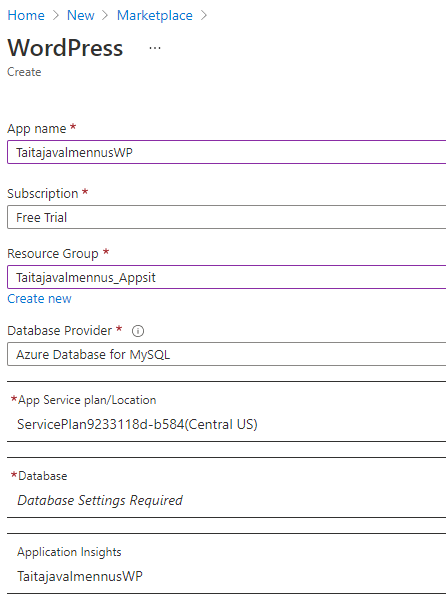 Home > New > Marketplace >
WordPress ...
Create
App name *
TaitajavalmennusWP
Subscription *
Free Trial
Resource Group *
Taitajavalmennus_Appsit
Create new
Database Provider *
Azure Database for MySQL
*App Service plan/Location
ServicePlan9233118d-b584(Central US)
*Database
Database Settings Required
Application Insights
TaitajavalmennusWP